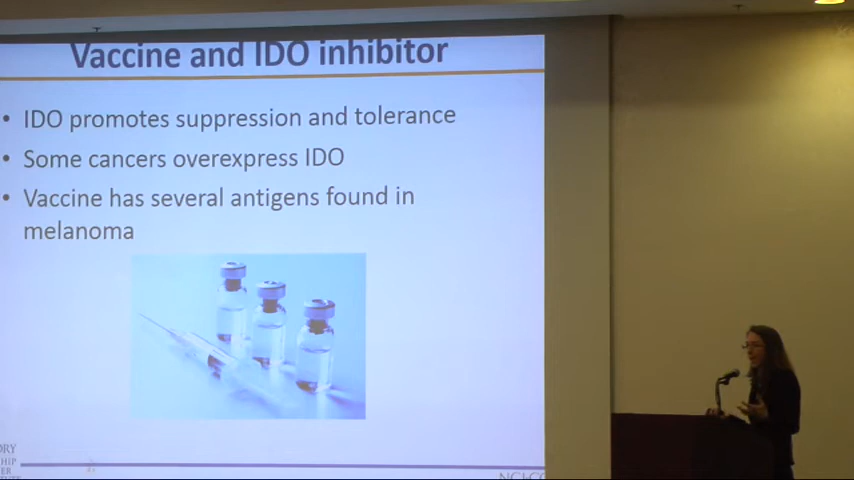 Vaccine and IDO inhibitor
• IDO promotes suppression and tolerance
• Some cancers overexpress IDO
• Vaccine has several antigens found in
melanoma